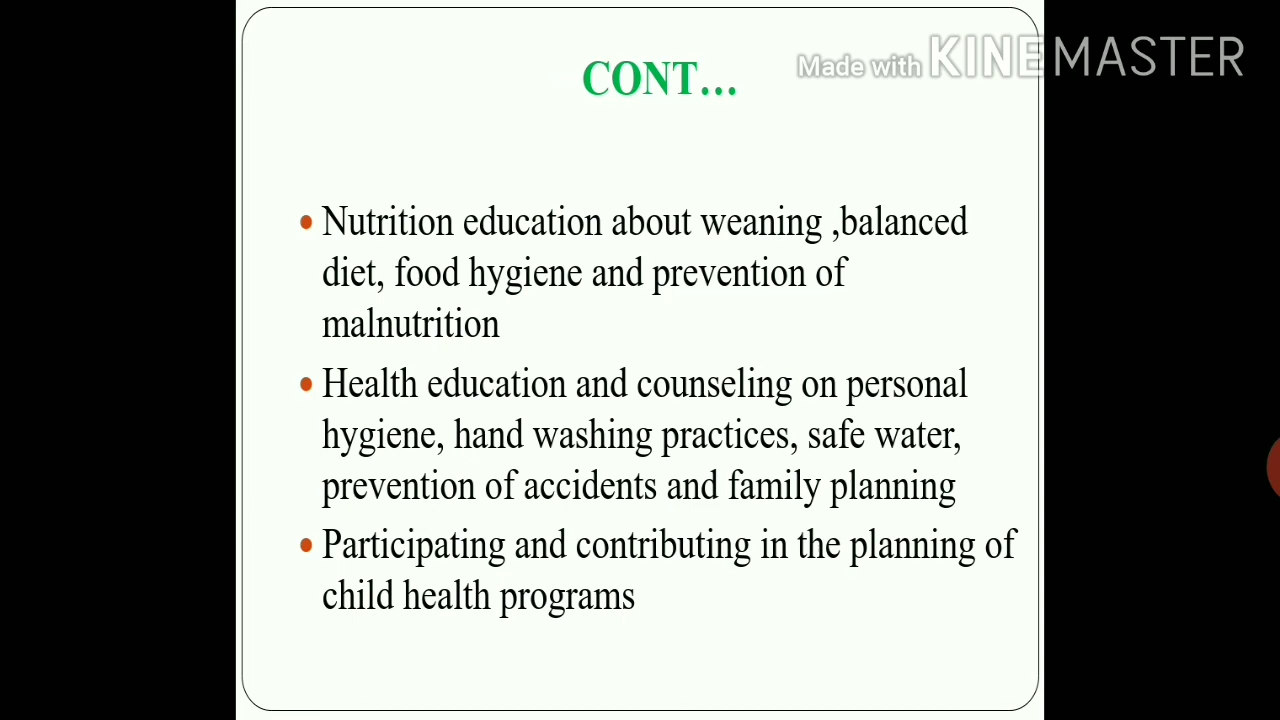 Made with KINEMASTER
CONT...
• Nutrition education about weaning ,balanced
diet, food hygiene and prevention of
malnutrition
• Health education and counseling on personal
hygiene, hand washing practices, safe water,
prevention of accidents and family planning
• Participating and contributing in the planning of
child health programs